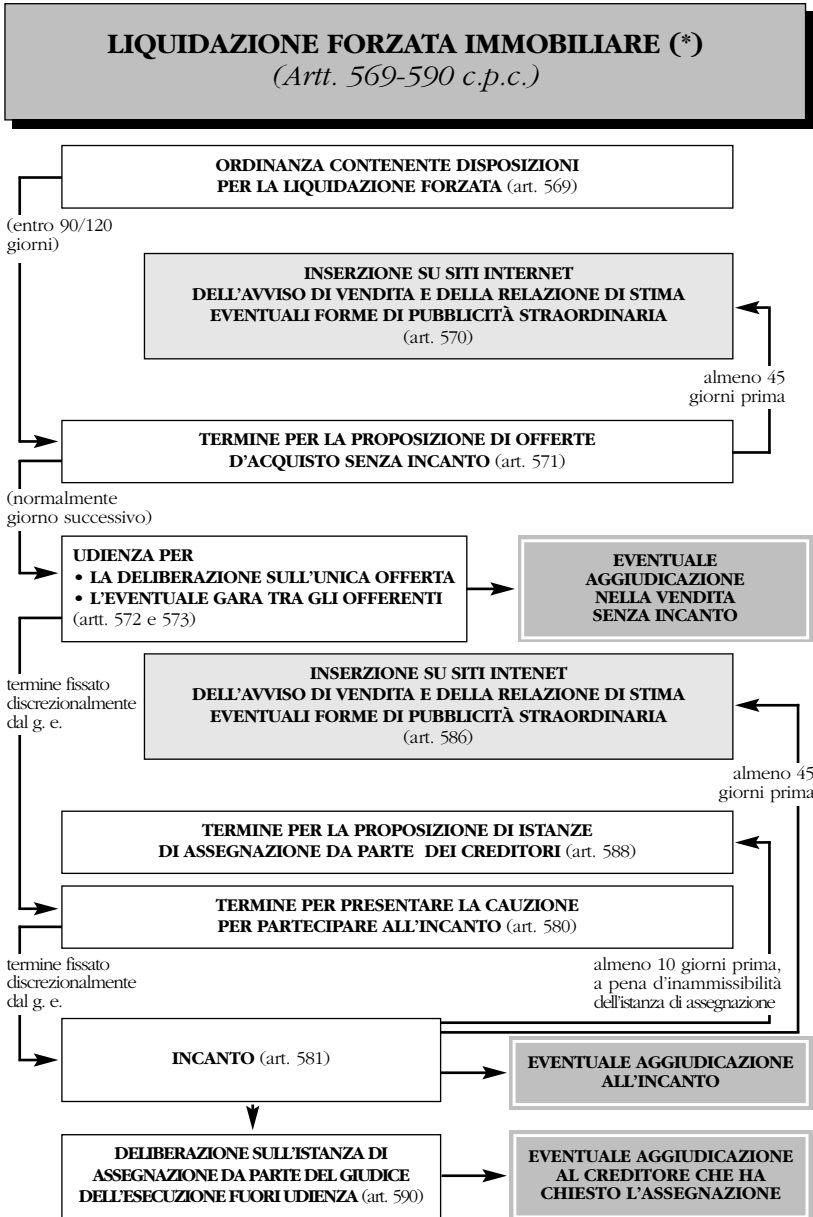 LIQUIDAZIONE FORZATA IMMOBILIARE (*)
(Artt. 569-590 c.p.c.)
ORDINANZA CONTENENTE DISPOSIZIONI
PER LA LIQUIDAZIONE FORZATA (art. 569)
(entro 90/120
giorni)
INSERZIONE SU SITI INTERNET
DELL'AVVISO DI VENDITA E DELLA RELAZIONE DI STIMA
EVENTUALI FORME DI PUBBLICITÀ STRAORDINARIA
(art. 570)
almeno 45
giorni prima
TERMINE PER LA PROPOSIZIONE DI OFFERTE
D'ACQUISTO SENZA INCANTO (art. 571)
(normalmente
giorno successivo)
UDIENZA PER
• LA DELIBERAZIONE SULL'UNICA OFFERTA
• L'EVENTUALE GARA TRA GLI OFFERENTI
(artt. 572 e 573)
EVENTUALE
AGGIUDICAZIONE
NELLA VENDITA
SENZA INCANTO
termine fissato
discrezionalmente
dal g. e.
INSERZIONE SU SITI INTENET
DELL'AVVISO DI VENDITA E DELLA RELAZIONE DI STIMA
EVENTUALI FORME DI PUBBLICITÀ STRAORDINARIA
(art. 586)
almeno 45
giorni prima
TERMINE PER LA PROPOSIZIONE DI ISTANZE
DI ASSEGNAZIONE DA PARTE DEI CREDITORI (art. 588)
TERMINE PER PRESENTARE LA CAUZIONE
PER PARTECIPARE ALL'INCANTO (art. 580)
termine fissato
discrezionalmente
dal g. e.
almeno 10 giorni prima,
a pena d'inammissibilità
dell'istanza di assegnazione
INCANTO (art. 581)
EVENTUALE AGGIUDICAZIONE
ALL'INCANTO
DELIBERAZIONE SULL'ISTANZA DI
ASSEGNAZIONE DA PARTE DEL GIUDICE
DELL'ESECUZIONE FUORI UDIENZA (art. 590)
EVENTUALE AGGIUDICAZIONE
AL CREDITORE CHE HA
CHIESTO L'ASSEGNAZIONE